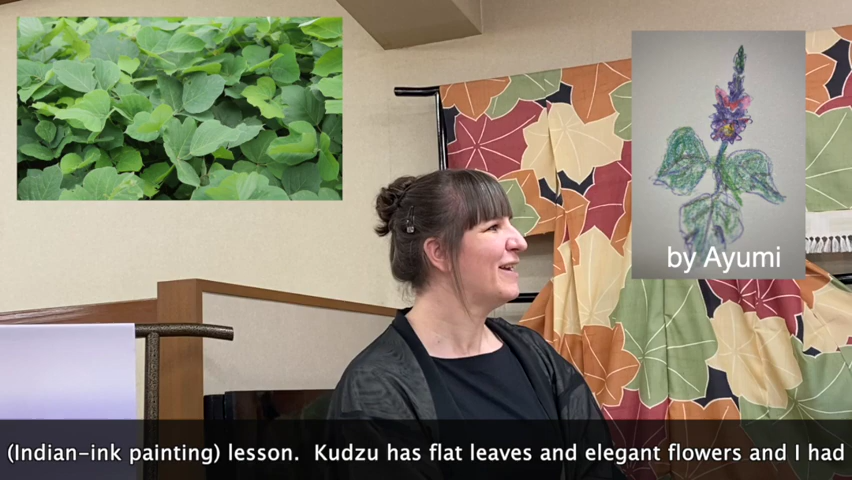 by Ayumi
(Indian-ink painting) lesson.  Kudzu has flat leaves and elegant flowers and I had